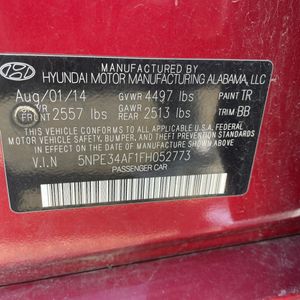 MANUFACTURED BY
HYUNDAI MOTOR MANUFACTURING ALABAMA, LLC
Aug/01/14 GVWR 4497 lbs PAINT TR
GAWR FRONT 2557 lbs GAWR REAR 2513 lbs TRIM BB
THIS VEHICLE CONFORMS TO ALL APPLICABLE FEDERAL
MOTOR VEHICLE SAFETY, BUMPER, AND THEFT PREVENTION STANDARDS
IN EFFECT ON THE DATE OF MANUFACTURE SHOWN ABOVE.
V.I.N 5NPE34AF1FH052773
PASSENGER CAR